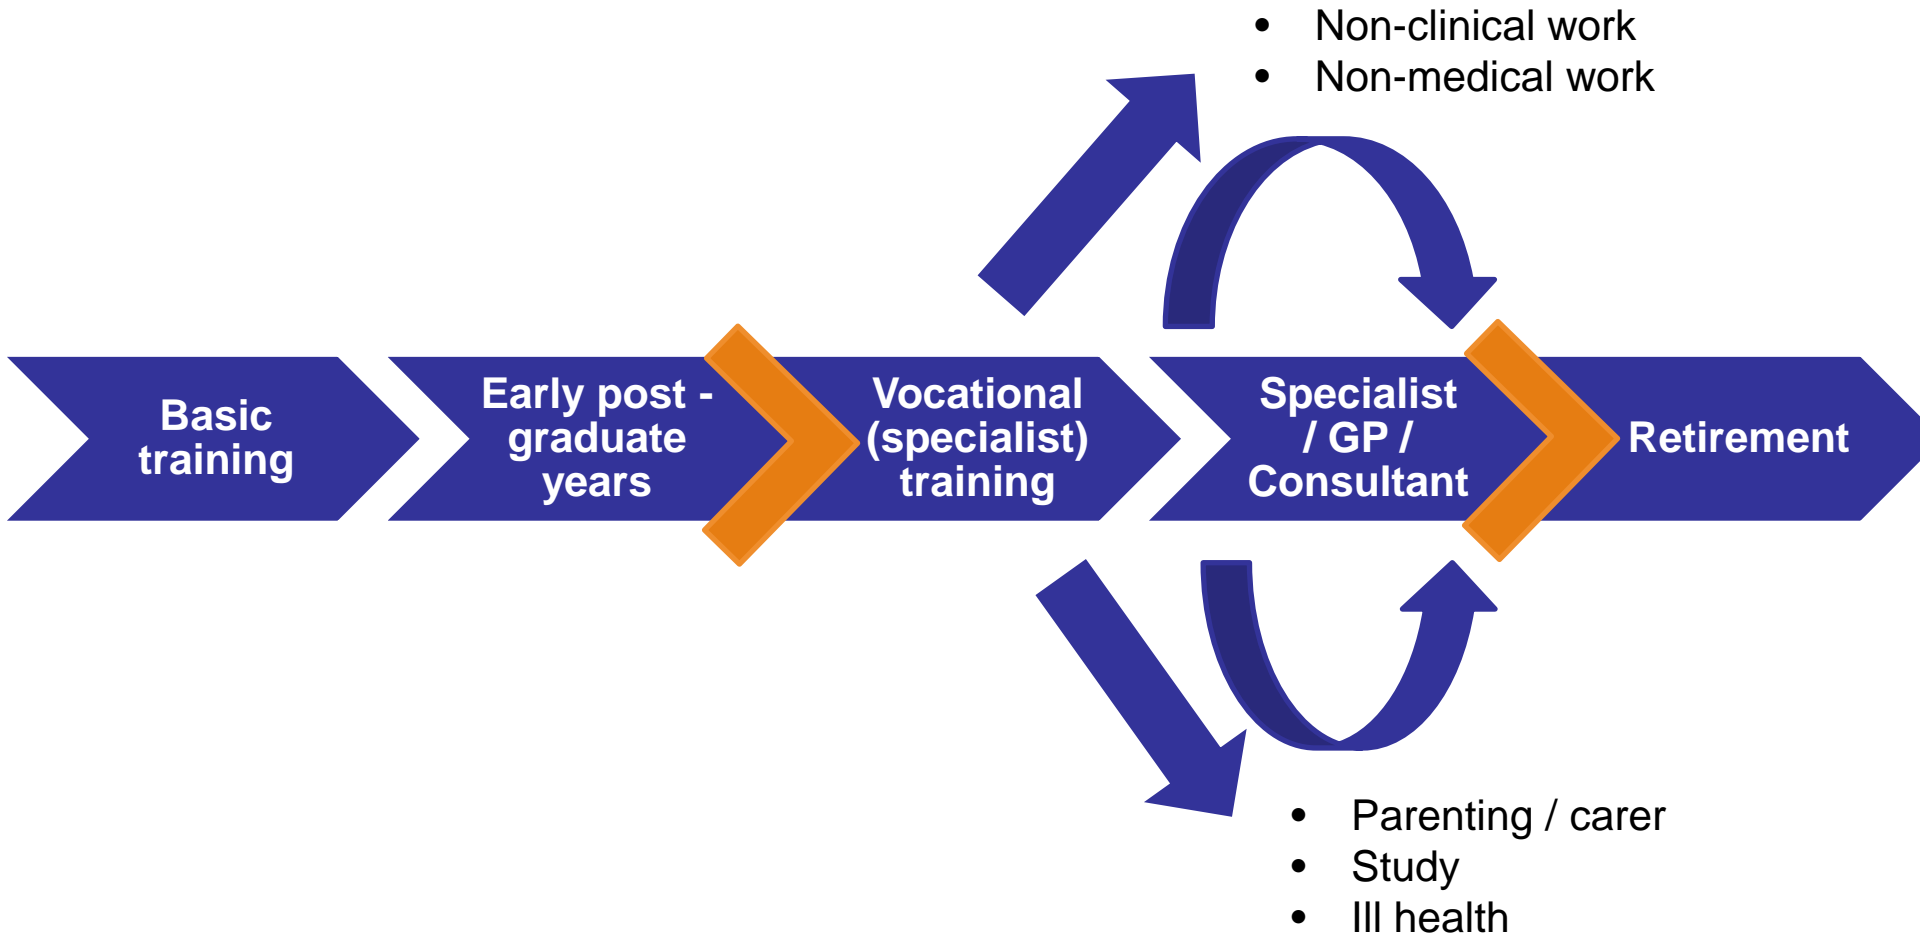 • Non-clinical work
• Non-medical work
Basic
training
Early post -
graduate
years
Vocational
(specialist)
training
Specialist
/ GP /
Consultant
Retirement
• Parenting / carer
• Study
• Ill health